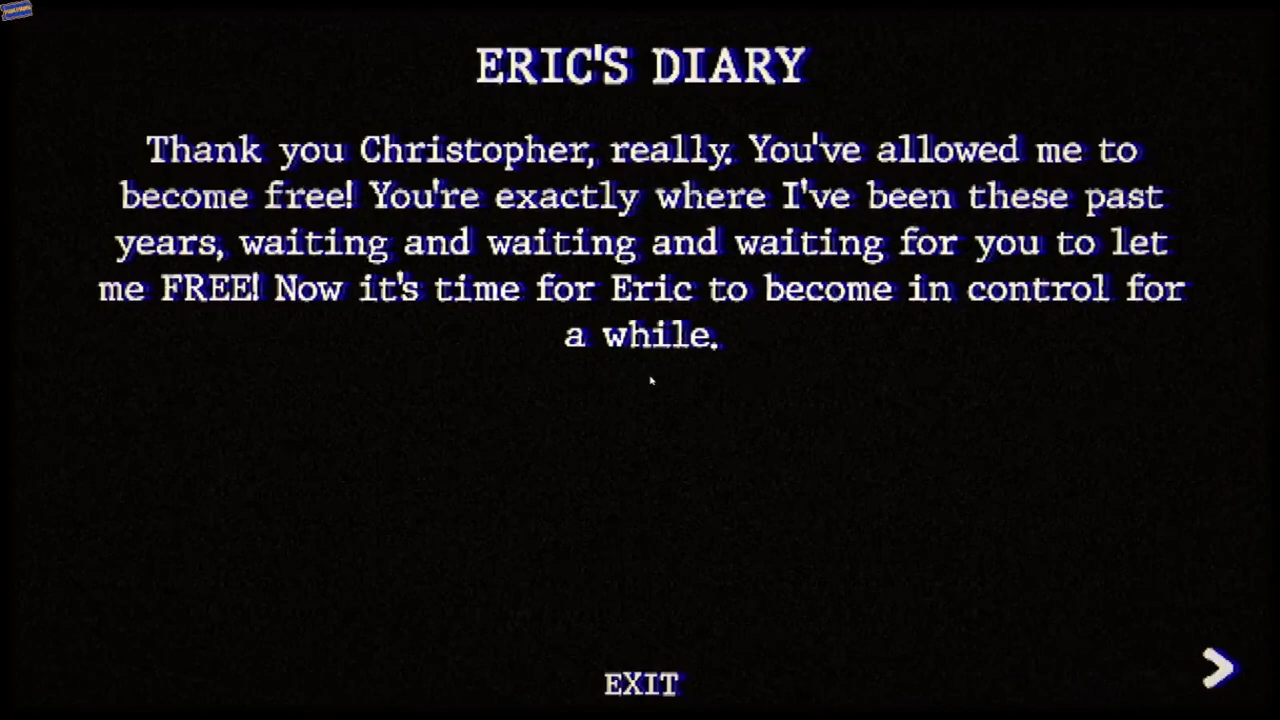 ERIC'S DIARY
Thank you Christopher, really. You've allowed me to
become free! You're exactly where I've been these past
years, waiting and waiting and waiting for you to let
me FREE! Now it's time for Eric to become in control for
a while.
EXIT